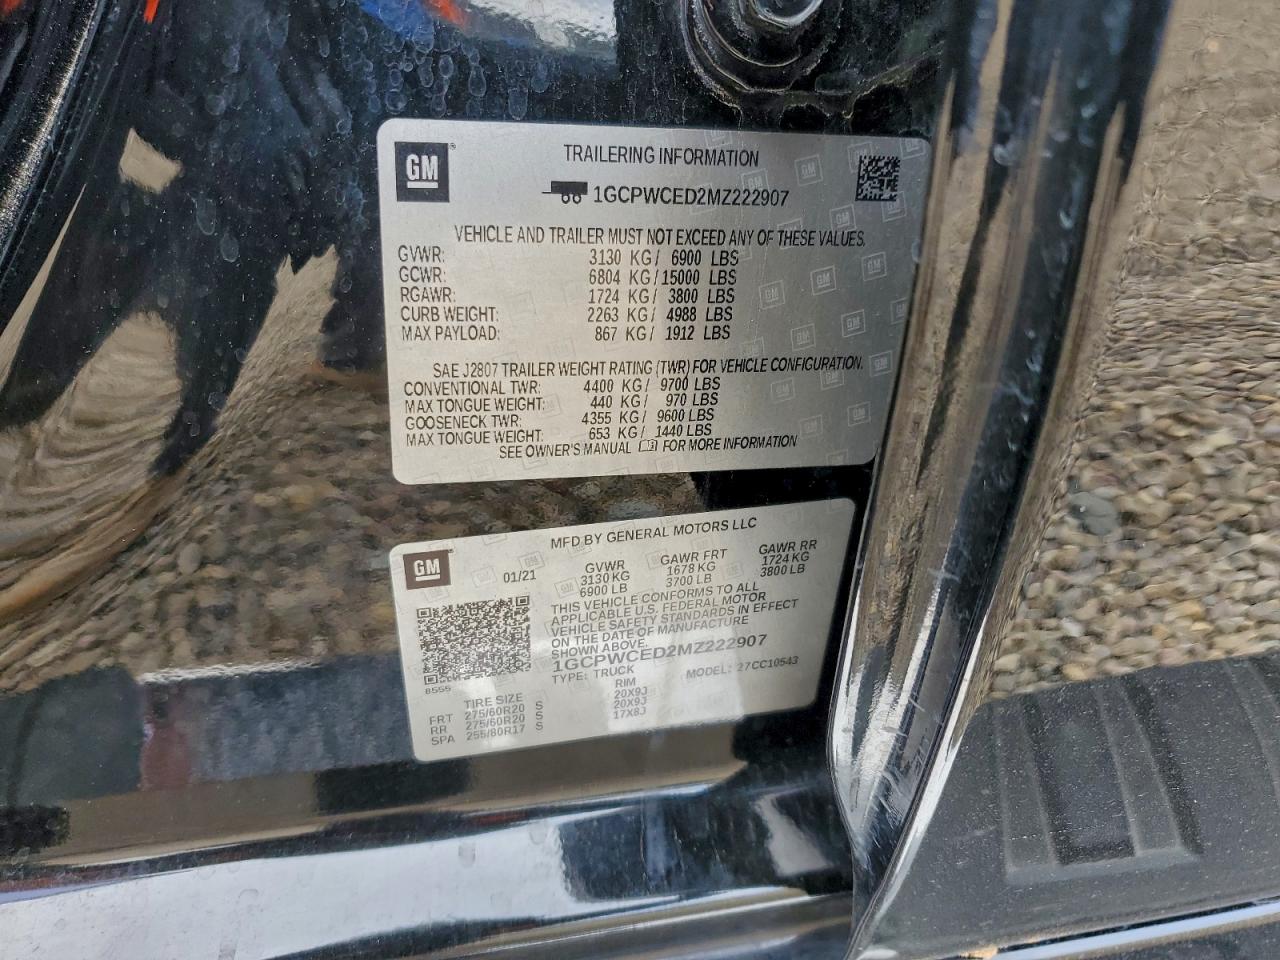 GM
TRAILERING INFORMATION
1GCPWCED2MZ222907
VEHICLE AND TRAILER MUST NOT EXCEED ANY OF THESE VALUES.
GVWR: 3130 KG/ 6900 LBS
GCWR: 6804 KG/15000 LBS
RGAWR: 1724 KG/ 3800 LBS
CURB WEIGHT: 2263 KG/ 4988 LBS
MAX PAYLOAD: 867 KG/ 1912 LBS
SAE J2807 TRAILER WEIGHT RATING (TWR) FOR VEHICLE CONFIGURATION.
CONVENTIONAL TWR: 4400 KG/ 9700 LBS
MAX TONGUE WEIGHT: 440 KG/ 970 LBS
GOOSENECK TWR: 4355 KG/ 9600 LBS
MAX TONGUE WEIGHT: 653 KG/ 1440 LBS
SEE OWNER'S MANUAL FOR MORE INFORMATION
MFD BY GENERAL MOTORS LLC
GM
01/21
GVWR GAWR FRT GAWR RR
3130 KG 1678 KG 1724 KG
6900 LB 3700 LB 3800 LB
THIS VEHICLE CONFORMS TO ALL
APPLICABLE U.S. FEDERAL MOTOR
VEHICLE SAFETY STANDARDS IN EFFECT
ON THE DATE OF MANUFACTURE
SHOWN ABOVE.
1GCPWCED2MZ222907
TYPE: TRUCK MODEL: 27CC10543
8555
TIRE SIZE RIM
FRT 275/60R20 S 20X9J
RR 275/60R20 S 20X9J
SPA 255/80R17 S 17X8J